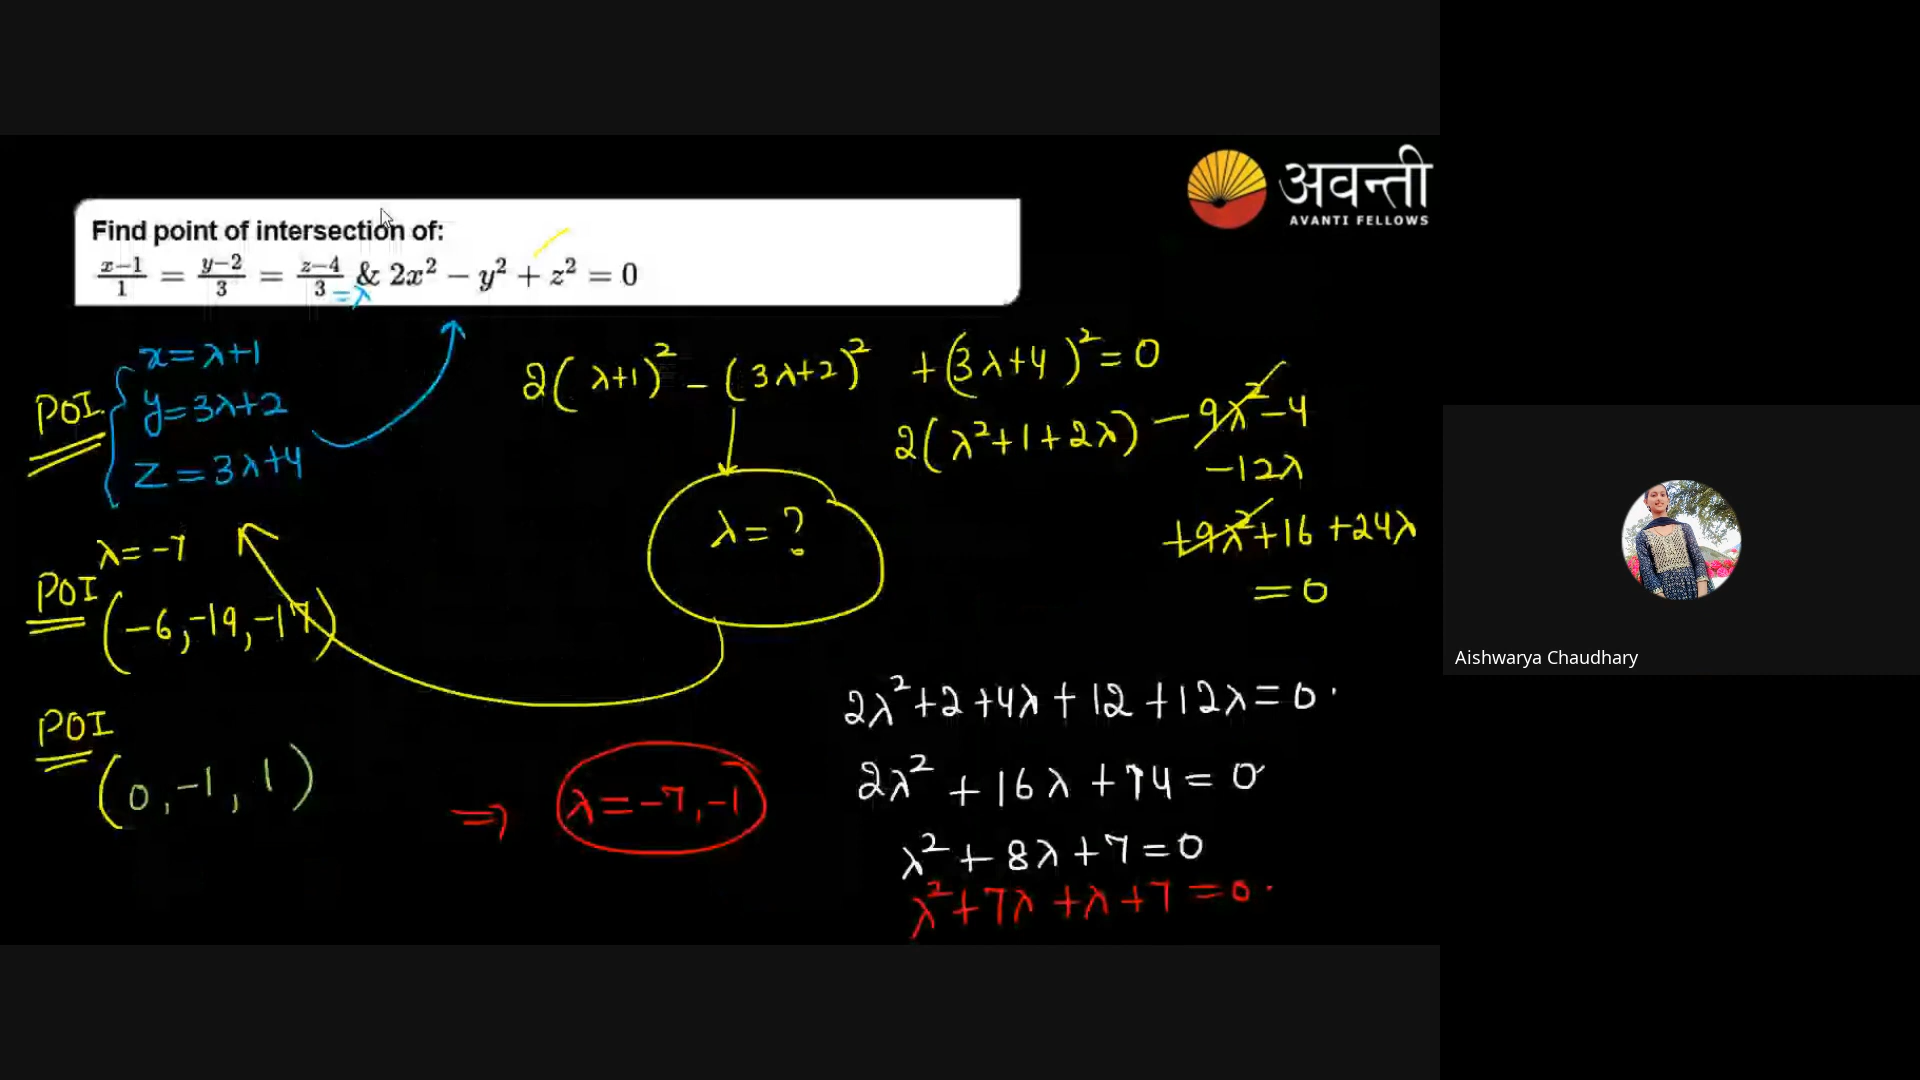 अवन्ती
AVANTI FELLOWS
Find point of intersection of:
\frac{x-1}{1} = \frac{y-2}{3} = \frac{z-4}{3} & 2x² − y² + z² = 0
= λ
x = λ+1
y = 3λ+2
z = 3λ+4
POI
2(λ+1)² − (3λ+2)² + (3λ+4)² = 0
2(λ²+1+2λ) − 9λ² − 4
−12λ
+9λ² + 16 + 24λ
= 0
λ = ?
λ = −7
POI
(−6, −19, −17)
POI
(0, −1, 1)
2λ²+2+4λ+12+12λ = 0
2λ² + 16λ + 14 = 0
λ² + 8λ + 7 = 0
λ² + 7λ + λ + 7 = 0
⇒ λ = −7, −1
Aishwarya Chaudhary